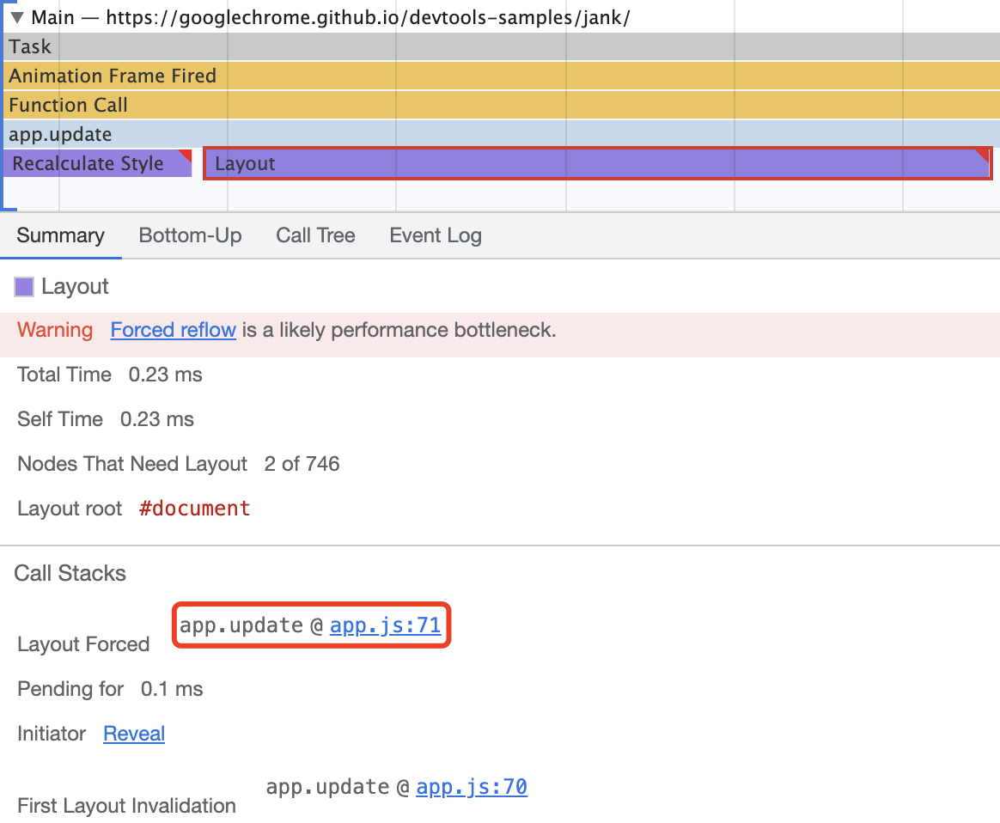 ▼ Main — https://googlechrome.github.io/devtools-samples/jank/
Task
Animation Frame Fired
Function Call
app.update
Recalculate Style Layout
Summary Bottom-Up Call Tree Event Log
Layout
Warning Forced reflow is a likely performance bottleneck.
Total Time 0.23 ms
Self Time 0.23 ms
Nodes That Need Layout 2 of 746
Layout root #document
Call Stacks
app.update @ app.js:71
Layout Forced
Pending for 0.1 ms
Initiator Reveal
app.update @ app.js:70
First Layout Invalidation